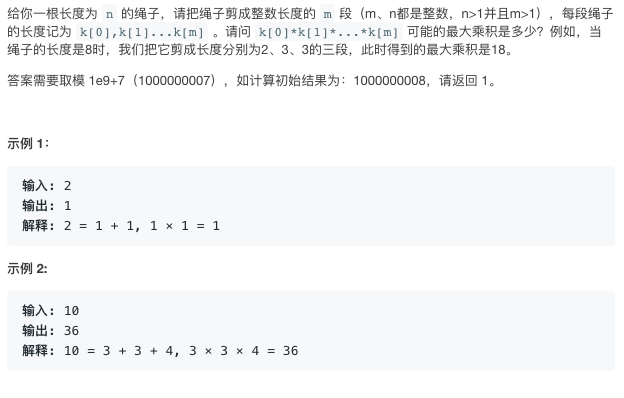 给你一根长度为 n 的绳子，请把绳子剪成整数长度的 m 段（m、n都是整数，n>1并且m>1），每段绳子
的长度记为 k[0],k[1]...k[m] 。请问 k[0]*k[1]*...*k[m] 可能的最大乘积是多少？例如，当
绳子的长度是8时，我们把它剪成长度分别为2、3、3的三段，此时得到的最大乘积是18。
答案需要取模 1e9+7（1000000007），如计算初始结果为：1000000008，请返回 1。
示例 1：
输入: 2
输出: 1
解释: 2 = 1 + 1, 1 × 1 = 1
示例 2:
输入: 10
输出: 36
解释: 10 = 3 + 3 + 4, 3 × 3 × 4 = 36